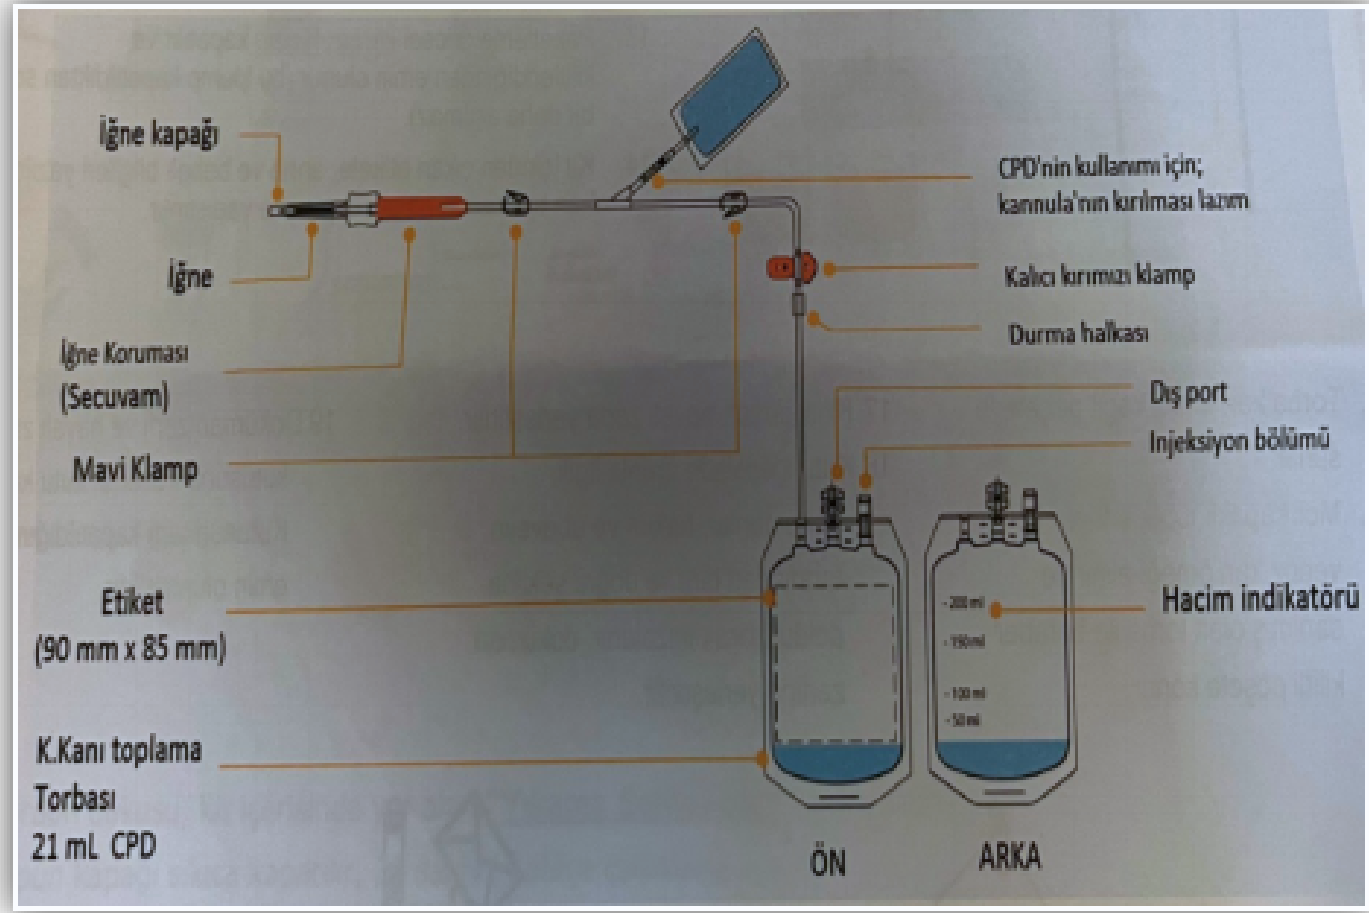 İğne kapağı
CPD'nin kullanımı için;
kannula'nın kırılması lazım
İğne
Kalıcı kırımızı klamp
Durma halkası
İğne Koruması
(Secuvam)
Mavi Klamp
Dış port
Injeksiyon bölümü
Etiket
(90 mm x 85 mm)
Hacim indikatörü
- 200 ml
- 150 ml
- 100 ml
- 50 ml
K.Kanı toplama
Torbası
21 mL CPD
ÖN
ARKA